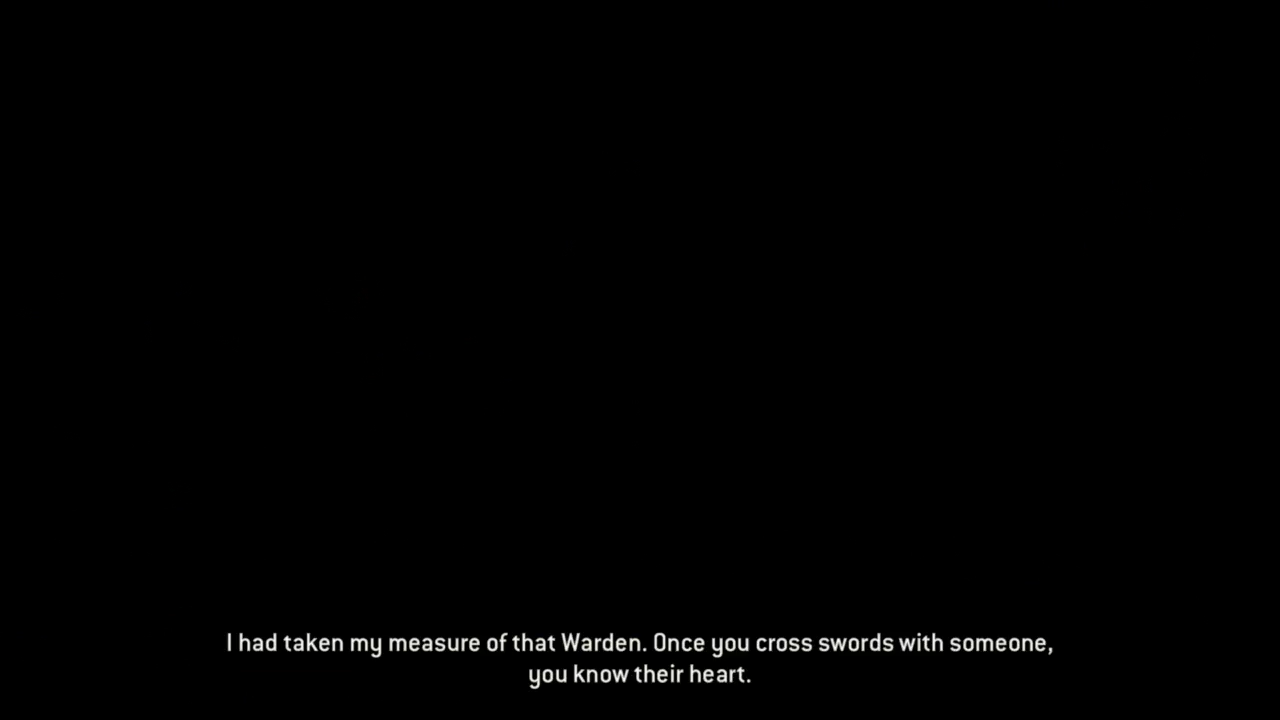 I had taken my measure of that Warden. Once you cross swords with someone,
you know their heart.